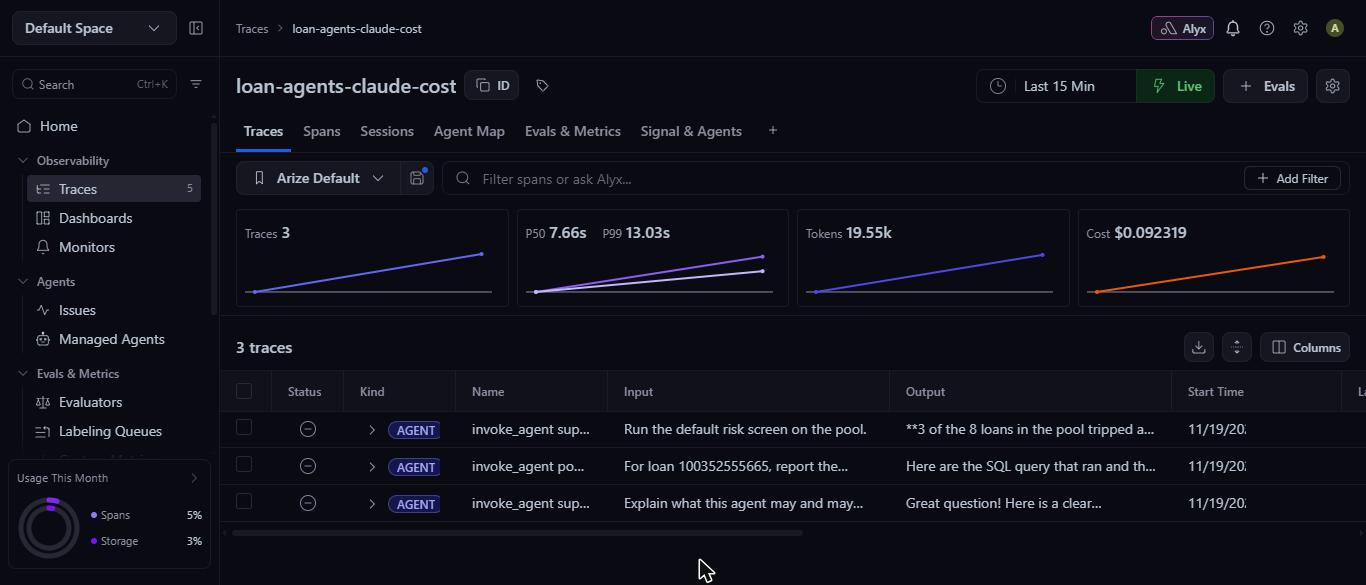 Default Space
Traces > loan-agents-claude-cost
Alyx
A
Search Ctrl+K
loan-agents-claude-cost
ID
Last 15 Min
Live
Evals
Home
Traces Spans Sessions Agent Map Evals & Metrics Signal & Agents +
Observability
Traces 5
Dashboards
Monitors
Arize Default
Filter spans or ask Alyx...
+ Add Filter
Traces 3
P50 7.66s P99 13.03s
Tokens 19.55k
Cost $0.092319
Agents
Issues
Managed Agents
3 traces
Columns
Evals & Metrics
Evaluators
Labeling Queues
Status Kind Name Input Output Start Time
AGENT invoke_agent sup... Run the default risk screen on the pool. **3 of the 8 loans in the pool tripped a... 11/19/20
AGENT invoke_agent po... For loan 100352555665, report the... Here are the SQL query that ran and th... 11/19/20
AGENT invoke_agent sup... Explain what this agent may and may... Great question! Here is a clear... 11/19/20
Usage This Month
Spans 5%
Storage 3%